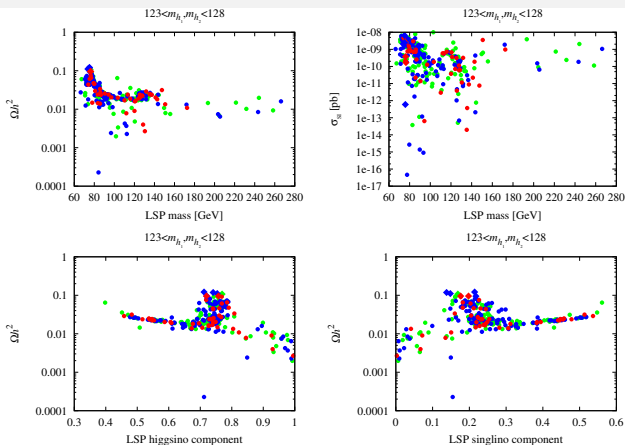 123<m_{h_1},m_{h_2}<128
Ωh²
1
0.1
0.01
0.001
0.0001
60 80 100 120 140 160 180 200 220 240 260 280
LSP mass [GeV]
123<m_{h_1},m_{h_2}<128
σ_{SI} [pb]
1e-08
1e-09
1e-10
1e-11
1e-12
1e-13
1e-14
1e-15
1e-16
1e-17
60 80 100 120 140 160 180 200 220 240 260 280
LSP mass [GeV]
123<m_{h_1},m_{h_2}<128
Ωh²
1
0.1
0.01
0.001
0.0001
0.3 0.4 0.5 0.6 0.7 0.8 0.9 1
LSP higgsino component
123<m_{h_1},m_{h_2}<128
Ωh²
1
0.1
0.01
0.001
0.0001
0 0.1 0.2 0.3 0.4 0.5 0.6
LSP singlino component